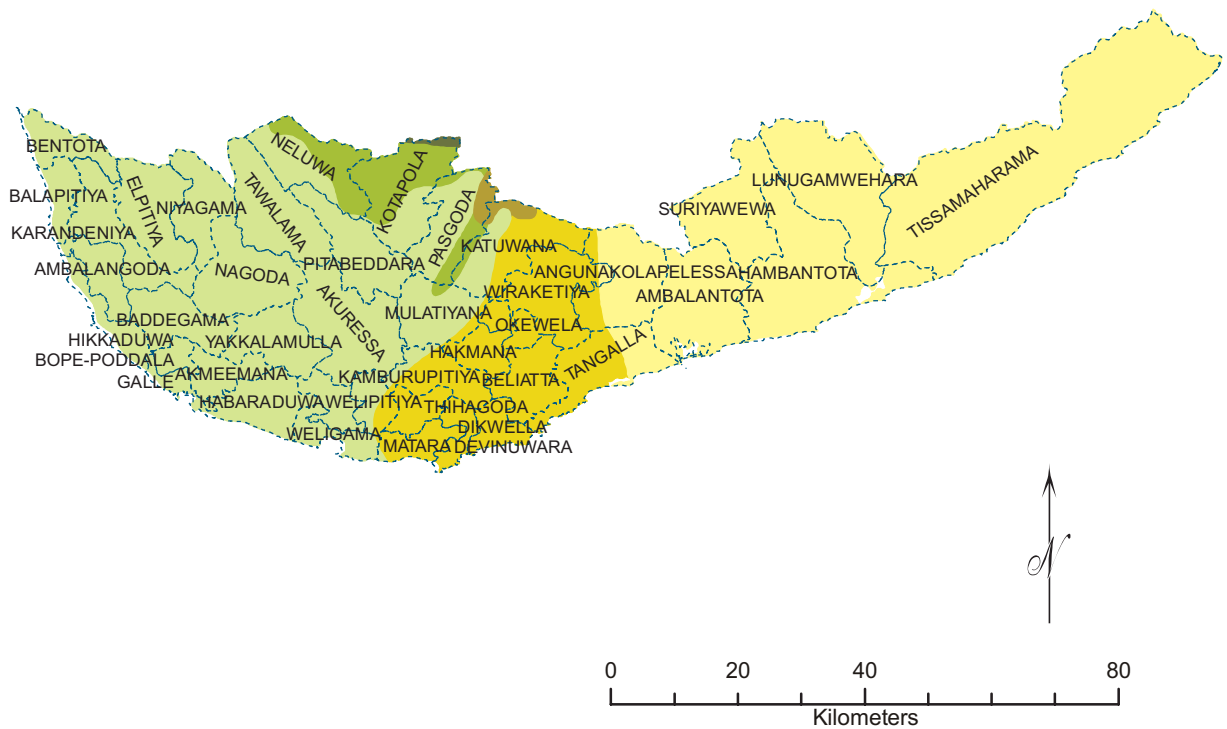 BENTOTA
NELUWA
KOTAPOLA
BALAPITIYA
ELPITIYA
NIYAGAMA
TAWALAMA
PASGODA
LUNUGAMWEHARA
TISSAMAHARAMA
SURIYAWEWA
KARANDENIYA
KATUWANA
AMBALANGODA
NAGODA
PITABEDDARA
ANGUNAKOLAPELESSA
HAMBANTOTA
WIRAKETIYA
AMBALANTOTA
BADDEGAMA
AKURESSA
MULATIYANA
OKEWELA
HIKKADUWA
YAKKALAMULLA
HAKMANA
TANGALLA
BOPE-PODDALA
GALLE
AKMEEMANA
KAMBURUPITIYA
BELIATTA
HABARADUWA
WELIPITIYA
THIHAGODA
WELIGAMA
DIKWELLA
MATARA
DEVINUWARA
N
0 20 40 80
Kilometers